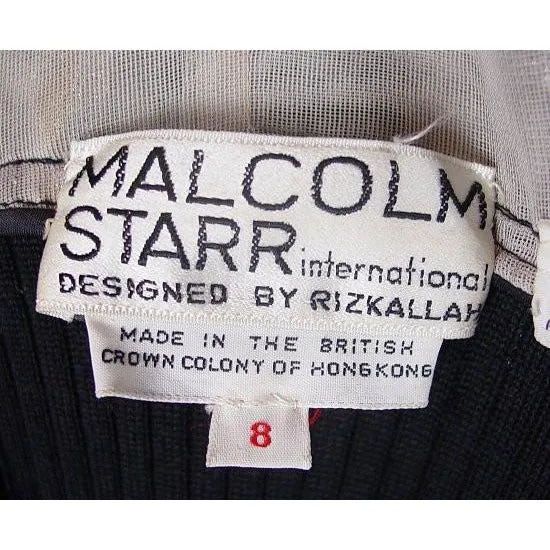 MALCOLM
STARR international
DESIGNED BY RIZKALLAH
MADE IN THE BRITISH
CROWN COLONY OF HONGKONG
8